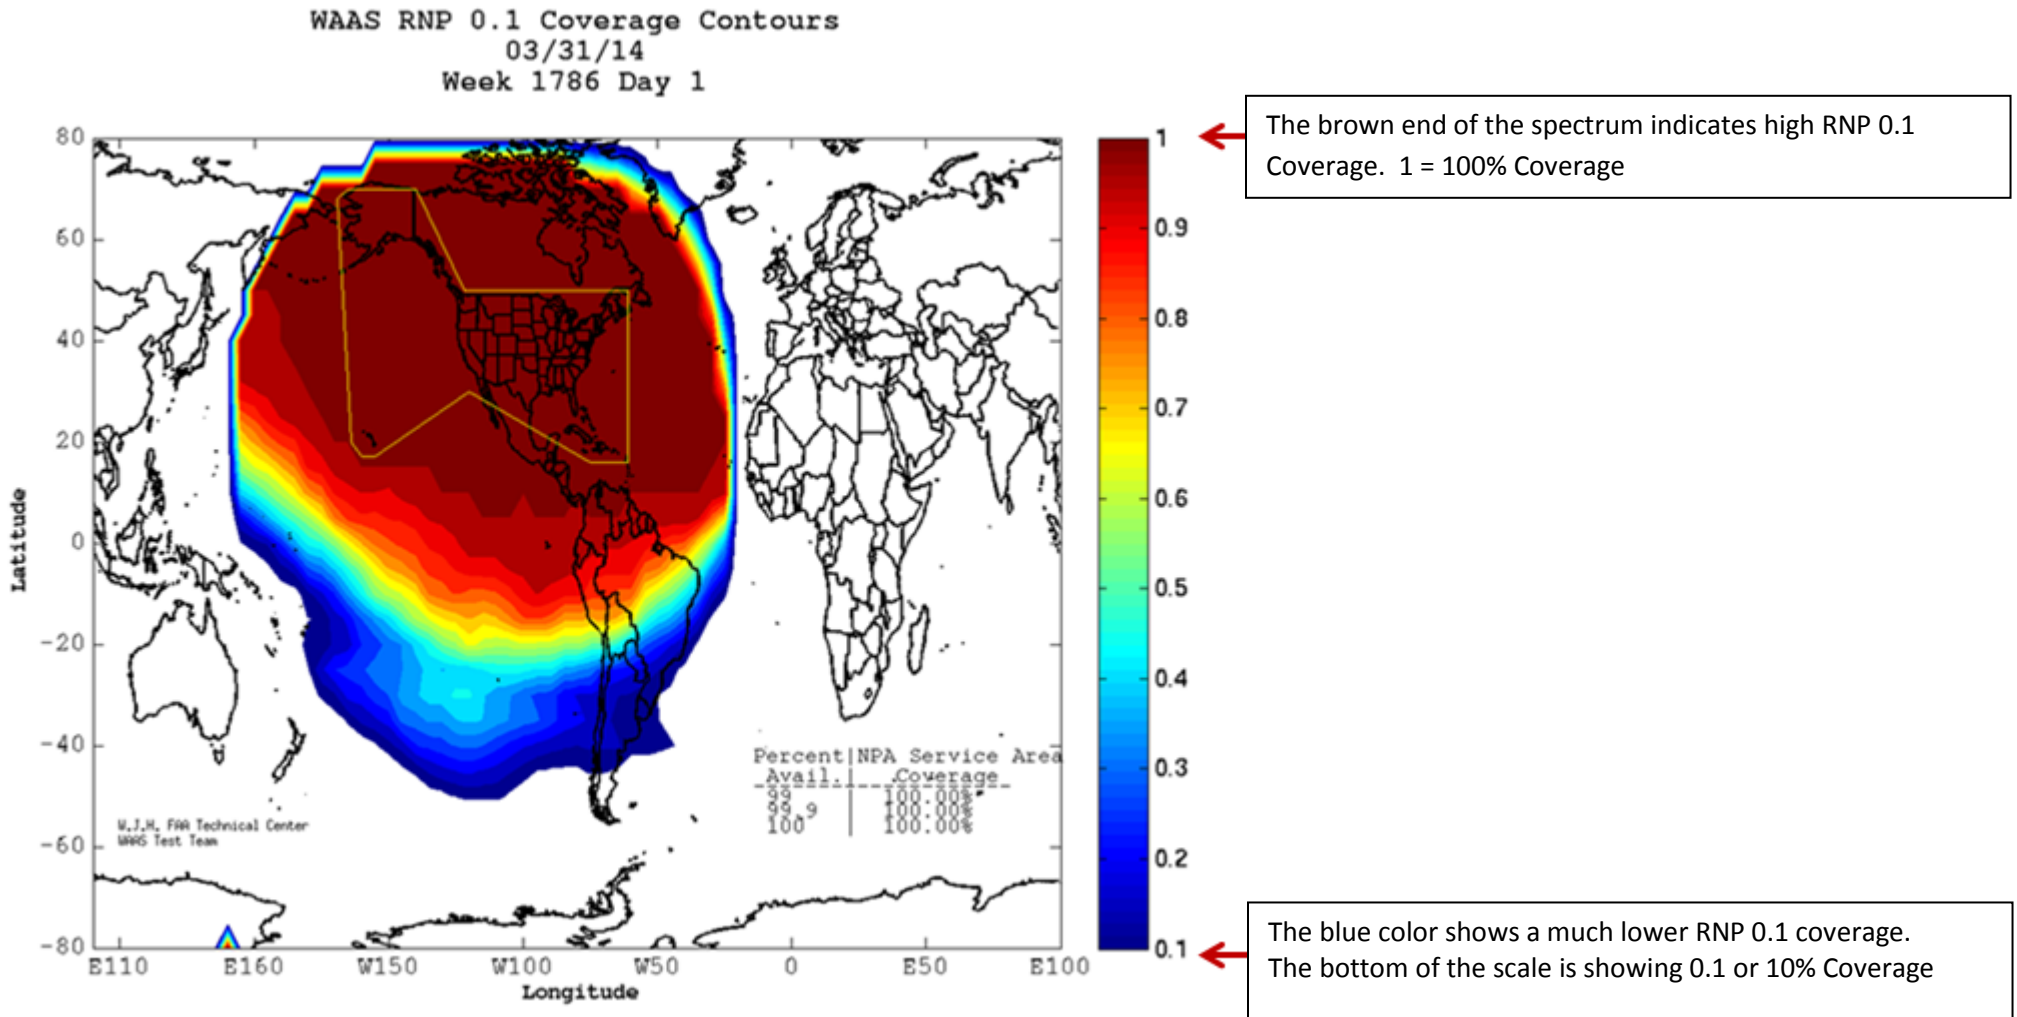 WAAS RNP 0.1 Coverage Contours
03/31/14
Week 1786 Day 1
The brown end of the spectrum indicates high RNP 0.1
Coverage.  1 = 100% Coverage
80
60
40
20
0
-20
-40
-60
-80
Latitude
E110
E160
W150
W100
W50
0
E50
E100
Longitude
1
0.9
0.8
0.7
0.6
0.5
0.4
0.3
0.2
0.1
Percent|NPA Service Area
Avail.| Coverage
99 | 100.00%
99.9 | 100.00%
100 | 100.00%
W.J.H. FAA Technical Center
WAAS Test Team
The blue color shows a much lower RNP 0.1 coverage.
The bottom of the scale is showing 0.1 or 10% Coverage